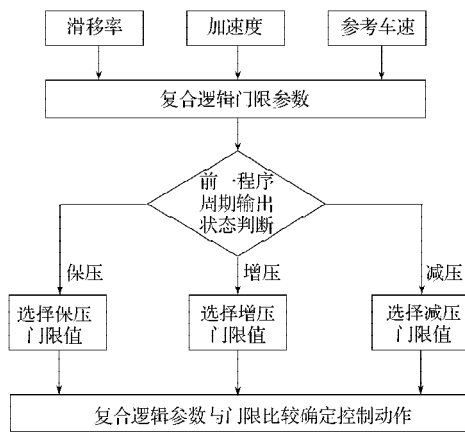 滑移率
加速度
参考车速
复合逻辑门限参数
前一程序
周期输出
状态判断
保压
增压
减压
选择保压
门限值
选择增压
门限值
选择减压
门限值
复合逻辑参数与门限比较确定控制动作